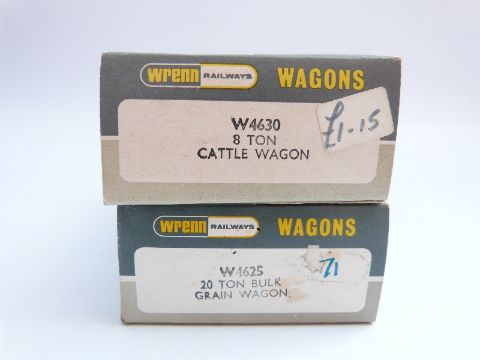 wrenn RAILWAYS WAGONS
W4630
8 TON
CATTLE WAGON
£1-15
wrenn RAILWAYS WAGONS
W4625
20 TON BULK
GRAIN WAGON
71